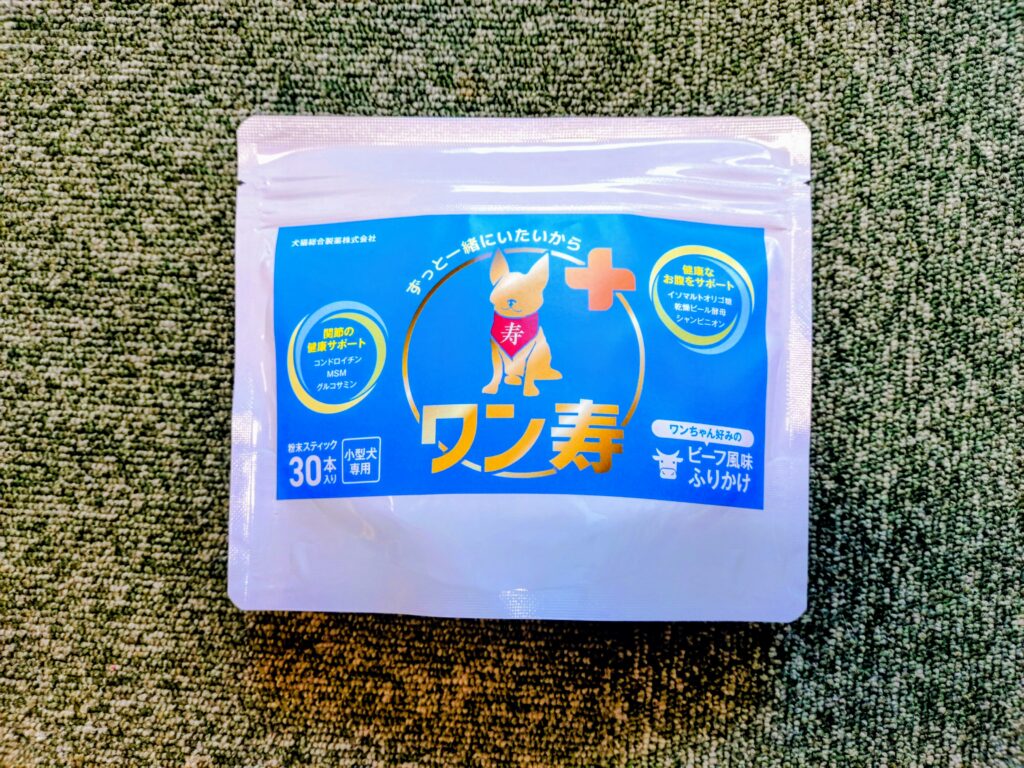 犬猫総合製薬株式会社
ずっと一緒にいたいから
健康な
お腹をサポート
イソマルトオリゴ糖
乾燥ビール酵母
シャンピニオン
関節の
健康サポート
コンドロイチン
MSM
グルコサミン
寿
ワン寿
粉末スティック
30本入り
小型犬
専用
ワンちゃん好みの
ビーフ風味
ふりかけ